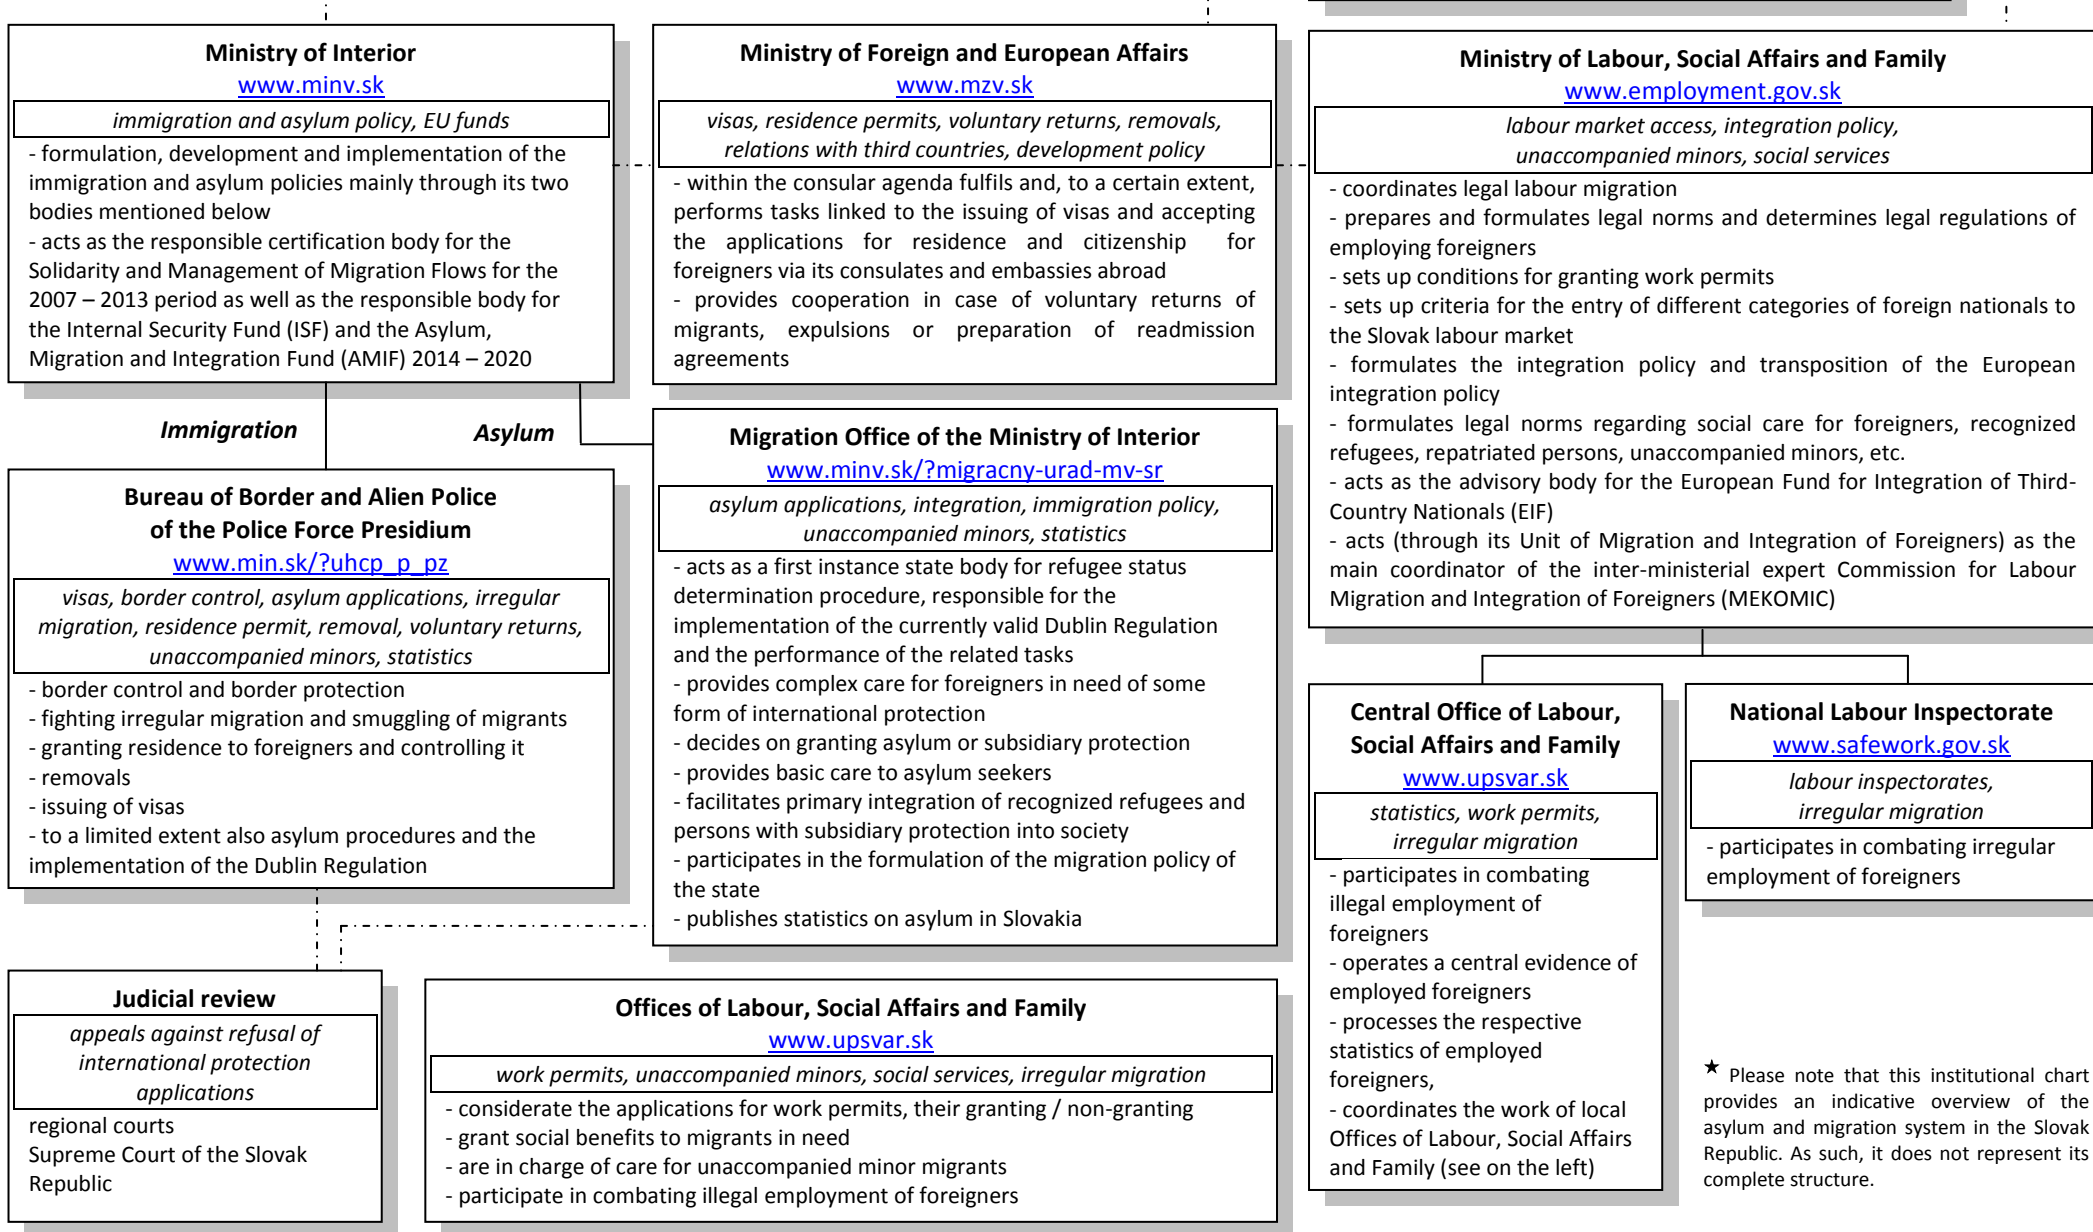 Ministry of Interior
www.minv.sk
immigration and asylum policy, EU funds
- formulation, development and implementation of the
immigration and asylum policies mainly through its two
bodies mentioned below
- acts as the responsible certification body for the
Solidarity and Management of Migration Flows for the
2007 – 2013 period as well as the responsible body for
the Internal Security Fund (ISF) and the Asylum,
Migration and Integration Fund (AMIF) 2014 – 2020
Ministry of Foreign and European Affairs
www.mzv.sk
visas, residence permits, voluntary returns, removals,
relations with third countries, development policy
- within the consular agenda fulfils and, to a certain extent,
performs tasks linked to the issuing of visas and accepting
the applications for residence and citizenship for
foreigners via its consulates and embassies abroad
- provides cooperation in case of voluntary returns of
migrants, expulsions or preparation of readmission
agreements
Ministry of Labour, Social Affairs and Family
www.employment.gov.sk
labour market access, integration policy,
unaccompanied minors, social services
- coordinates legal labour migration
- prepares and formulates legal norms and determines legal regulations of
employing foreigners
- sets up conditions for granting work permits
- sets up criteria for the entry of different categories of foreign nationals to
the Slovak labour market
- formulates the integration policy and transposition of the European
integration policy
- formulates legal norms regarding social care for foreigners, recognized
refugees, repatriated persons, unaccompanied minors, etc.
- acts as the advisory body for the European Fund for Integration of Third-
Country Nationals (EIF)
- acts (through its Unit of Migration and Integration of Foreigners) as the
main coordinator of the inter-ministerial expert Commission for Labour
Migration and Integration of Foreigners (MEKOMIC)
Immigration
Asylum
Bureau of Border and Alien Police
of the Police Force Presidium
www.min.sk/?uhcp_p_pz
visas, border control, asylum applications, irregular
migration, residence permit, removal, voluntary returns,
unaccompanied minors, statistics
- border control and border protection
- fighting irregular migration and smuggling of migrants
- granting residence to foreigners and controlling it
- removals
- issuing of visas
- to a limited extent also asylum procedures and the
implementation of the Dublin Regulation
Migration Office of the Ministry of Interior
www.minv.sk/?migracny-urad-mv-sr
asylum applications, integration, immigration policy,
unaccompanied minors, statistics
- acts as a first instance state body for refugee status
determination procedure, responsible for the
implementation of the currently valid Dublin Regulation
and the performance of the related tasks
- provides complex care for foreigners in need of some
form of international protection
- decides on granting asylum or subsidiary protection
- provides basic care to asylum seekers
- facilitates primary integration of recognized refugees and
persons with subsidiary protection into society
- participates in the formulation of the migration policy of
the state
- publishes statistics on asylum in Slovakia
Central Office of Labour,
Social Affairs and Family
www.upsvar.sk
statistics, work permits,
irregular migration
- participates in combating
illegal employment of
foreigners
- operates a central evidence of
employed foreigners
- processes the respective
statistics of employed
foreigners,
- coordinates the work of local
Offices of Labour, Social Affairs
and Family (see on the left)
National Labour Inspectorate
www.safework.gov.sk
labour inspectorates,
irregular migration
- participates in combating irregular
employment of foreigners
Judicial review
appeals against refusal of
international protection
applications
regional courts
Supreme Court of the Slovak
Republic
Offices of Labour, Social Affairs and Family
www.upsvar.sk
work permits, unaccompanied minors, social services, irregular migration
- considerate the applications for work permits, their granting / non-granting
- grant social benefits to migrants in need
- are in charge of care for unaccompanied minor migrants
- participate in combating illegal employment of foreigners
★ Please note that this institutional chart
provides an indicative overview of the
asylum and migration system in the Slovak
Republic. As such, it does not represent its
complete structure.